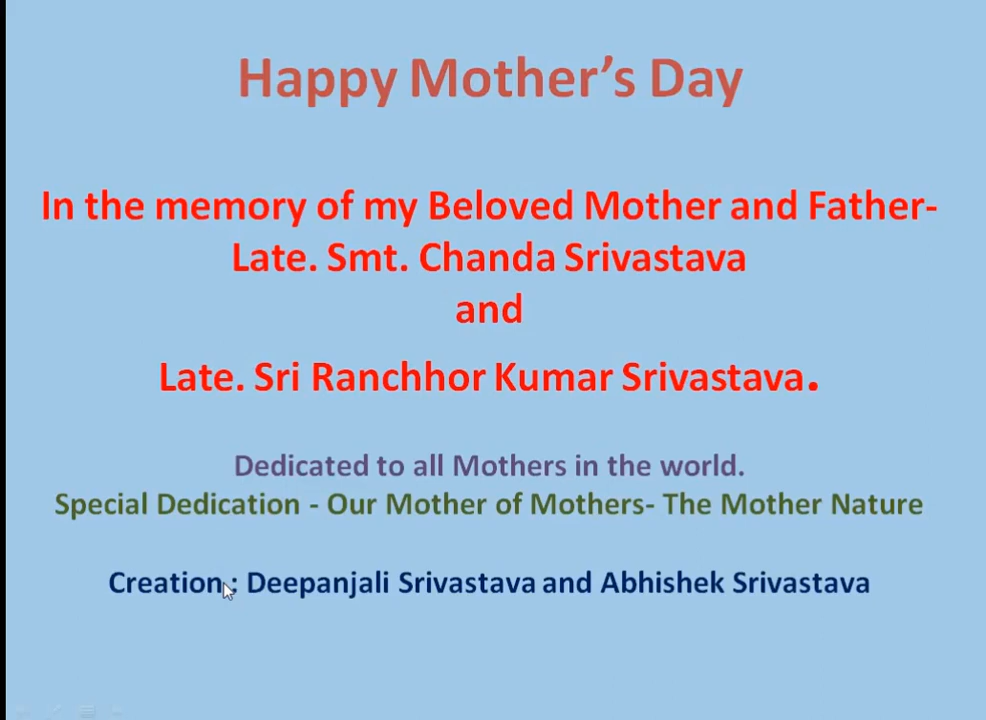 Happy Mother’s Day
In the memory of my Beloved Mother and Father-
Late. Smt. Chanda Srivastava
and
Late. Sri Ranchhor Kumar Srivastava.
Dedicated to all Mothers in the world.
Special Dedication - Our Mother of Mothers- The Mother Nature
Creation : Deepanjali Srivastava and Abhishek Srivastava